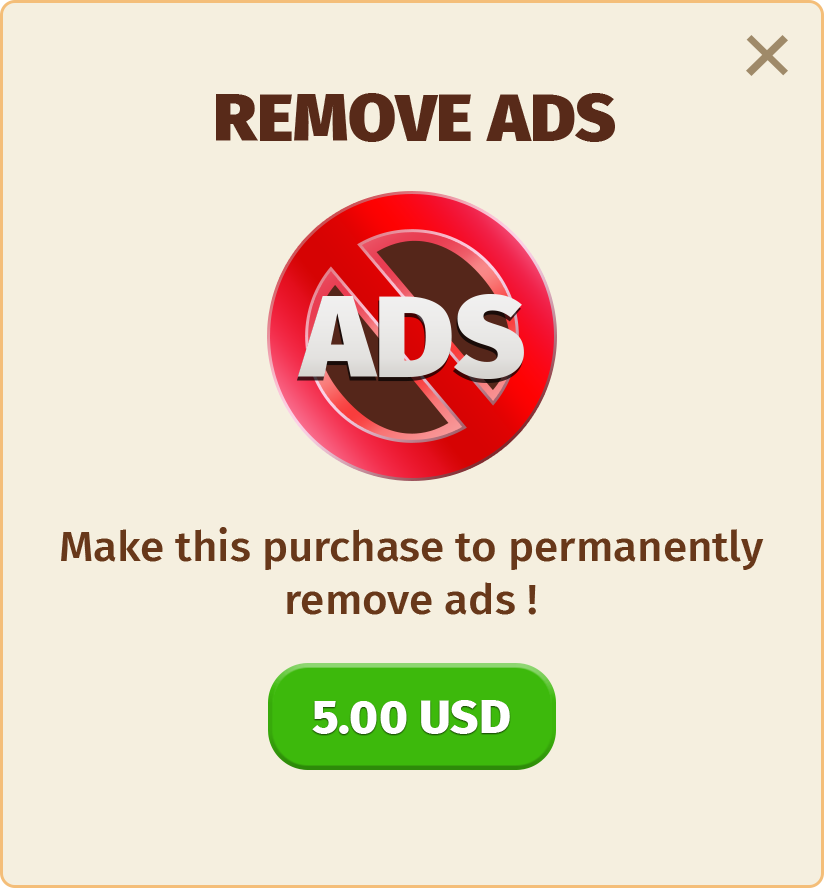 REMOVE ADS
ADS
Make this purchase to permanently
remove ads !
5.00 USD